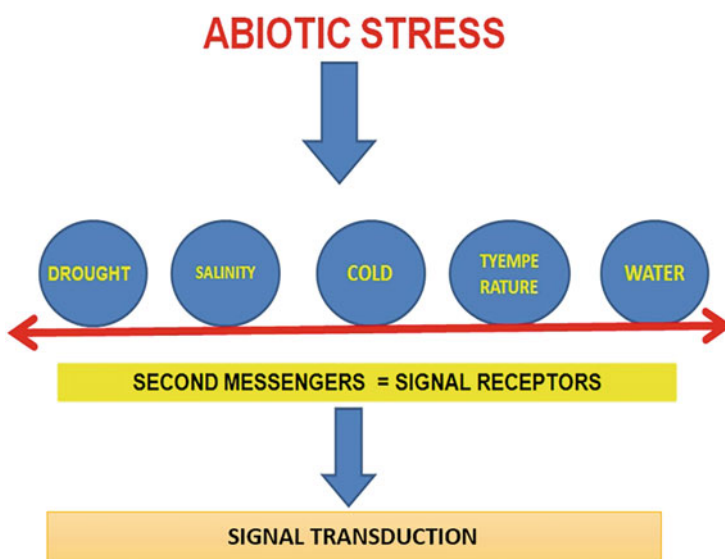 ABIOTIC STRESS
DROUGHT
SALINITY
COLD
TYEMPE
RATURE
WATER
SECOND MESSENGERS = SIGNAL RECEPTORS
SIGNAL TRANSDUCTION